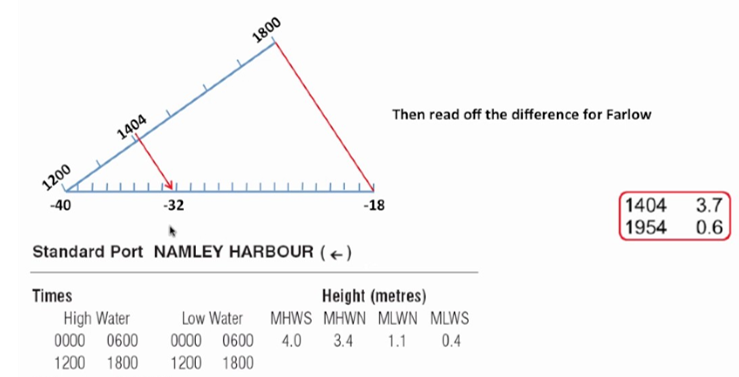 1800
Then read off the difference for Farlow
1404
1200
-40 -32 -18
1404 3.7
1954 0.6
Standard Port NAMLEY HARBOUR (←)
Times Height (metres)
High Water Low Water MHWS MHWN MLWN MLWS
0000 0600 0000 0600 4.0 3.4 1.1 0.4
1200 1800 1200 1800